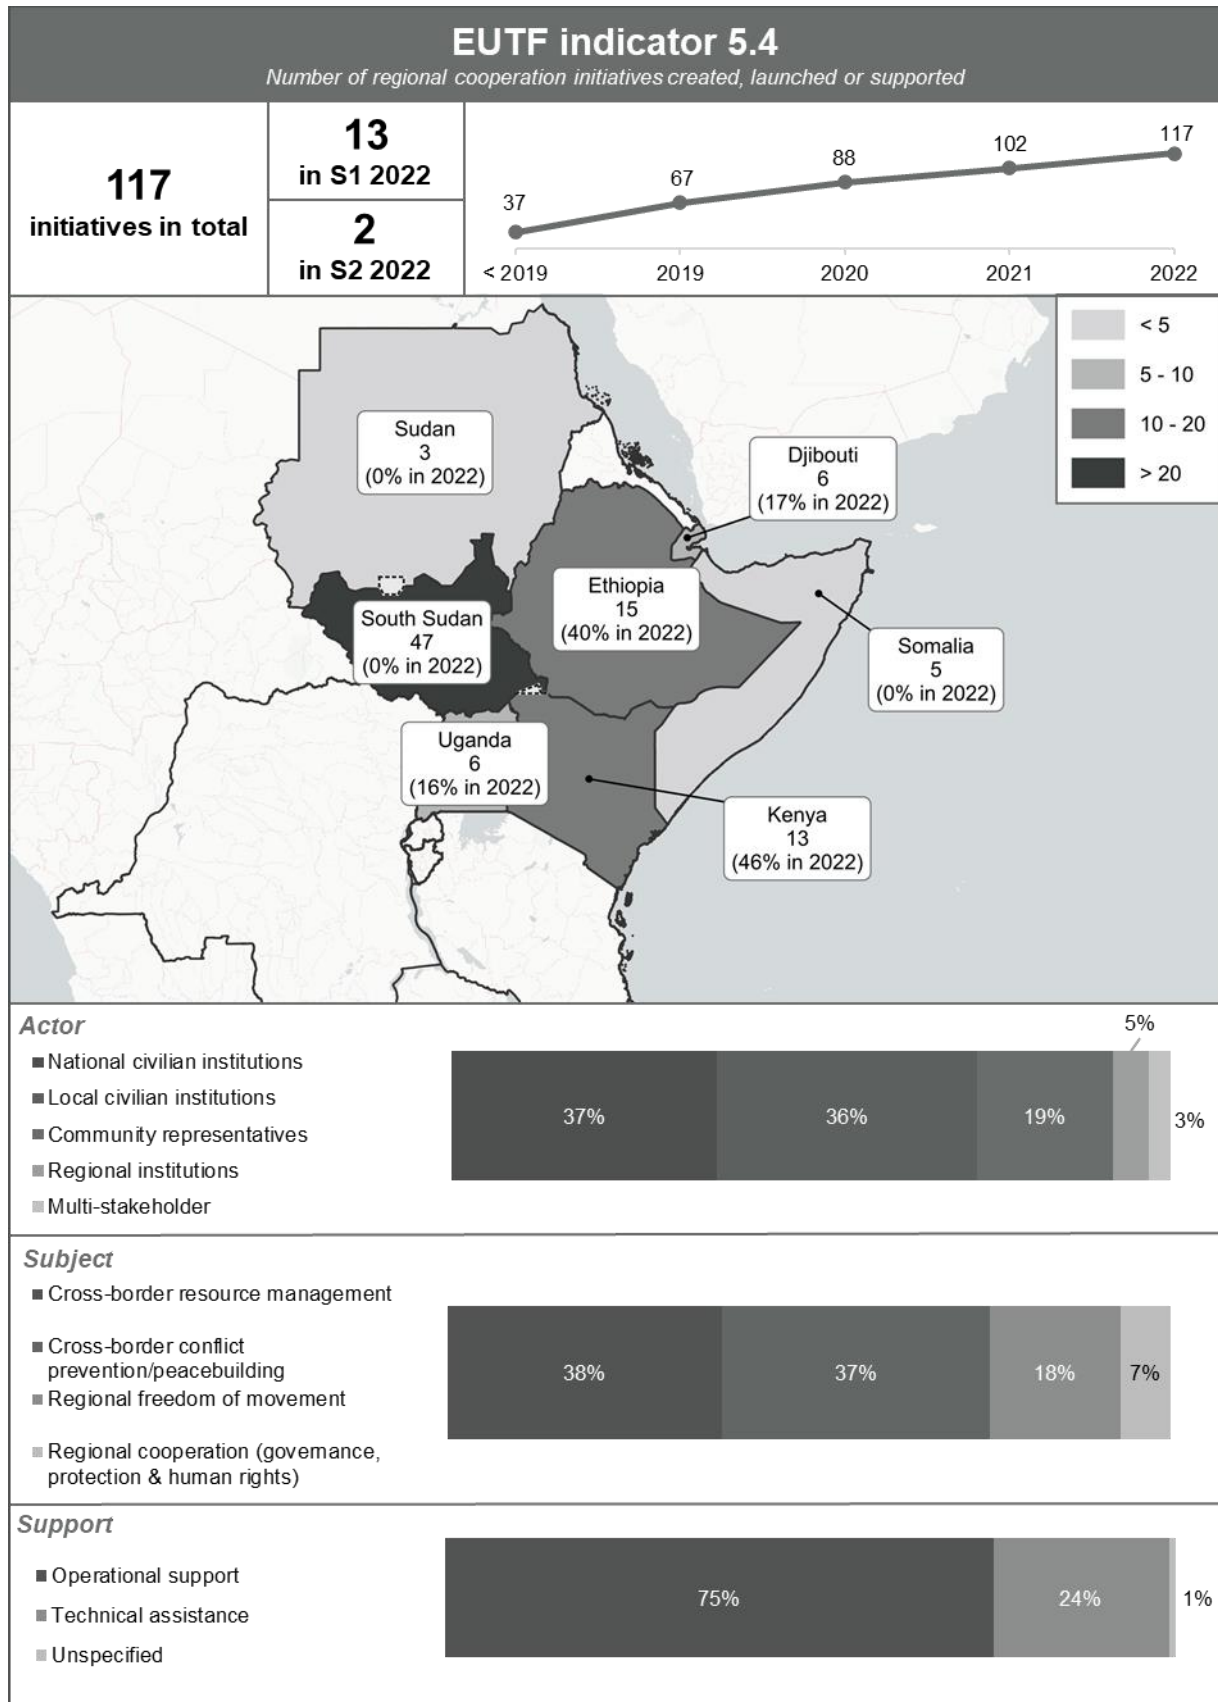 EUTF indicator 5.4
Number of regional cooperation initiatives created, launched or supported
117
initiatives in total
13
in S1 2022
2
in S2 2022
37
67
88
102
117
< 2019
2019
2020
2021
2022
< 5
5 - 10
10 - 20
> 20
Sudan
3
(0% in 2022)
Djibouti
6
(17% in 2022)
Ethiopia
15
(40% in 2022)
South Sudan
47
(0% in 2022)
Somalia
5
(0% in 2022)
Uganda
6
(16% in 2022)
Kenya
13
(46% in 2022)
Actor
National civilian institutions
Local civilian institutions
Community representatives
Regional institutions
Multi-stakeholder
37%
36%
19%
5%
3%
Subject
Cross-border resource management
Cross-border conflict
prevention/peacebuilding
Regional freedom of movement
Regional cooperation (governance,
protection & human rights)
38%
37%
18%
7%
Support
Operational support
Technical assistance
Unspecified
75%
24%
1%